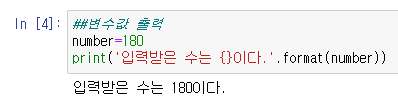 In [4]: ##변수값 출력
number=180
print('입력받은 수는 {}이다.'.format(number))
입력받은 수는 180이다.